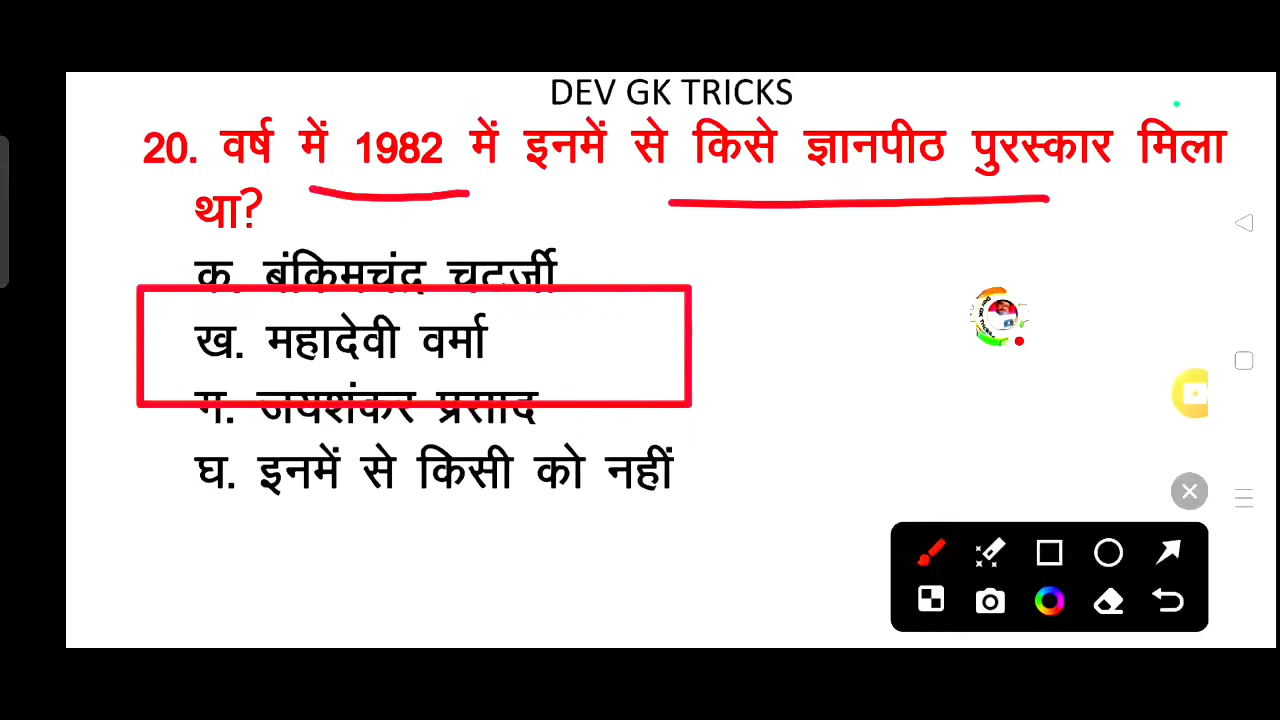 DEV GK TRICKS
20. वर्ष में 1982 में इनमें से किसे ज्ञानपीठ पुरस्कार मिला
था?
क. बंकिमचंद चटर्जी
ख. महादेवी वर्मा
ग. जयशंकर प्रसाद
घ. इनमें से किसी को नहीं